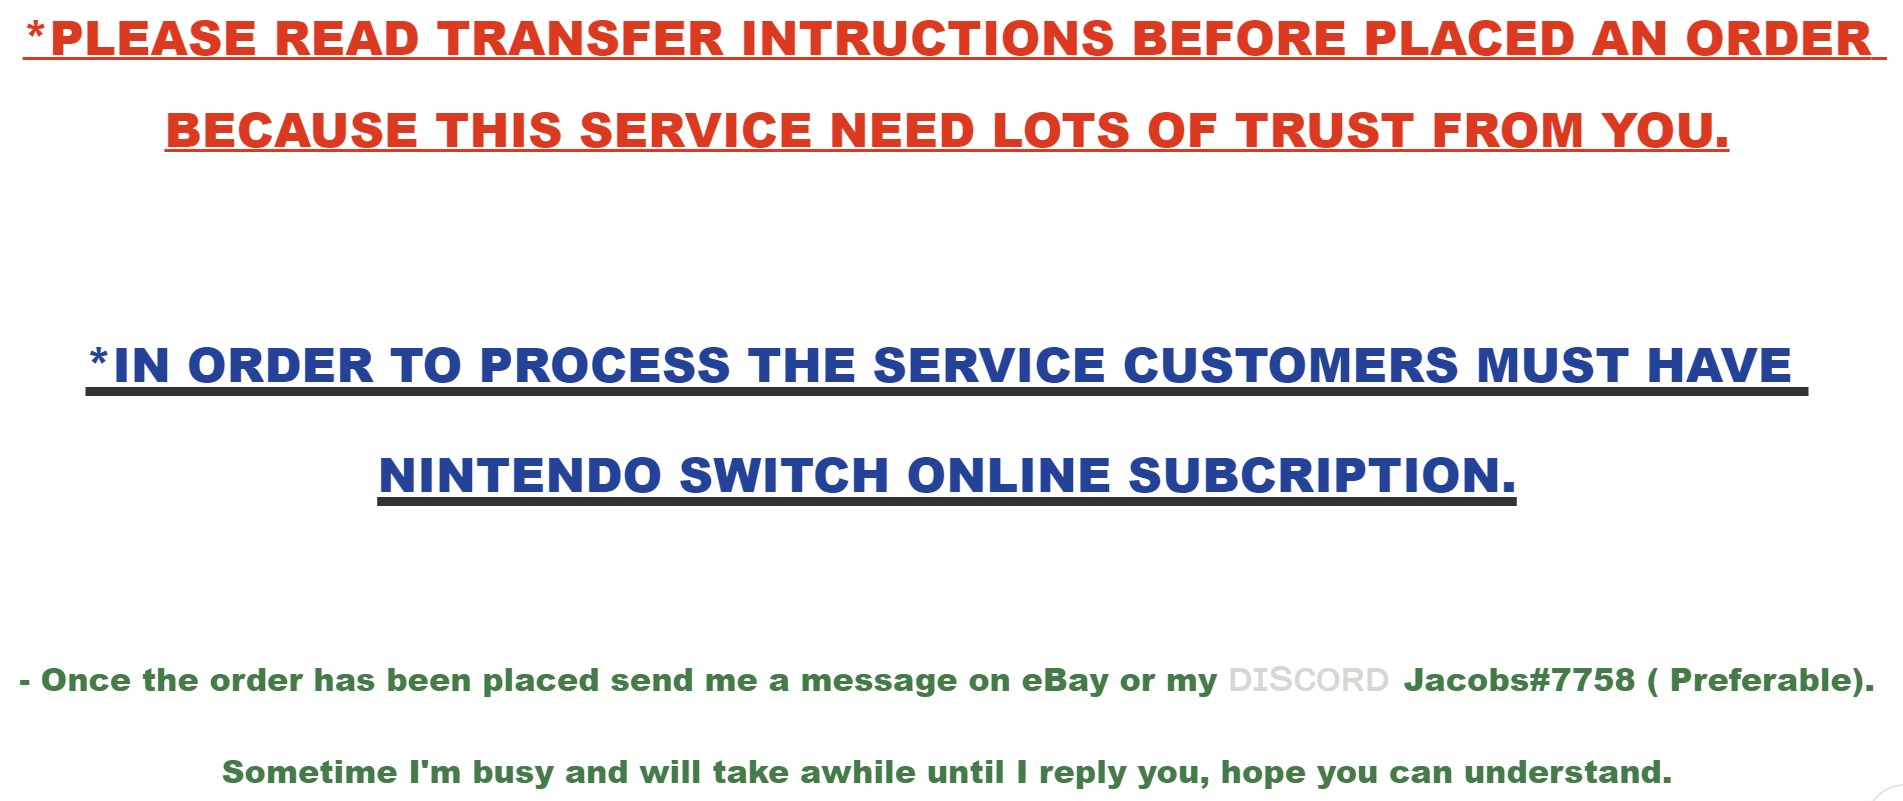 *PLEASE READ TRANSFER INTRUCTIONS BEFORE PLACED AN ORDER
BECAUSE THIS SERVICE NEED LOTS OF TRUST FROM YOU.
*IN ORDER TO PROCESS THE SERVICE CUSTOMERS MUST HAVE
NINTENDO SWITCH ONLINE SUBCRIPTION.
- Once the order has been placed send me a message on eBay or my DISCORD Jacobs#7758 ( Preferable).
Sometime I'm busy and will take awhile until I reply you, hope you can understand.